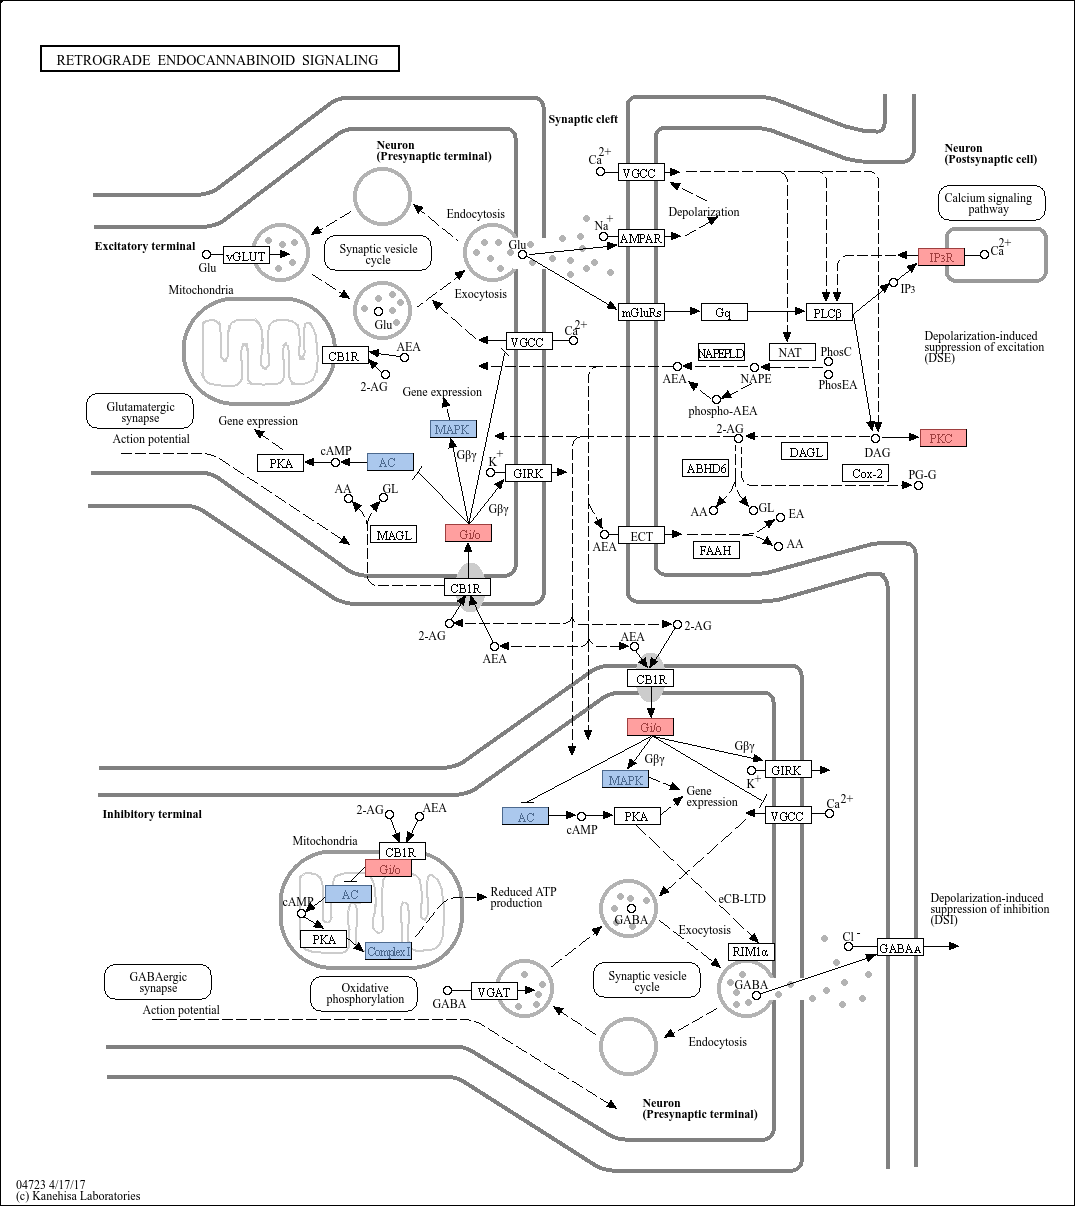 RETROGRADE ENDOCANNABINOID SIGNALING
Synaptic cleft
Neuron
(Presynaptic terminal)
Neuron
(Postsynaptic cell)
Ca2+
VGCC
Calcium signaling
pathway
Depolarization
Endocytosis
Na+
AMPAR
Excitatory terminal
Glu
vGLUT
Synaptic vesicle
cycle
Glu
IP3R
Ca2+
Exocytosis
IP3
Mitochondria
Glu
mGluRs
Gq
PLCβ
VGCC
Ca2+
Depolarization-induced
suppression of excitation
(DSE)
CB1R
AEA
2-AG
NAPEPLD
NAT
PhosC
AEA
NAPE
PhosEA
phospho-AEA
Gene expression
Glutamatergic
synapse
Gene expression
MAPK
2-AG
PKC
Action potential
Gβγ
DAG
DAGL
cAMP
PKA
AC
K+
GIRK
ABHD6
Cox-2
PG-G
AA
GL
Gβγ
AA
GL
EA
MAGL
Gi/o
AEA
ECT
FAAH
AA
CB1R
2-AG
AEA
AEA
2-AG
CB1R
Gi/o
Gβγ
Gβγ
GIRK
K+
MAPK
Gene
expression
Inhibitory terminal
2-AG
AEA
AC
cAMP
PKA
VGCC
Ca2+
Mitochondria
CB1R
Gi/o
AC
cAMP
PKA
Complex I
Reduced ATP
production
eCB-LTD
Depolarization-induced
suppression of inhibition
(DSI)
GABA
Exocytosis
RIM1α
Cl-
GABAA
GABAergic
synapse
Oxidative
phosphorylation
GABA
VGAT
Synaptic vesicle
cycle
GABA
Action potential
Endocytosis
Neuron
(Presynaptic terminal)
04723 4/17/17
(c) Kanehisa Laboratories